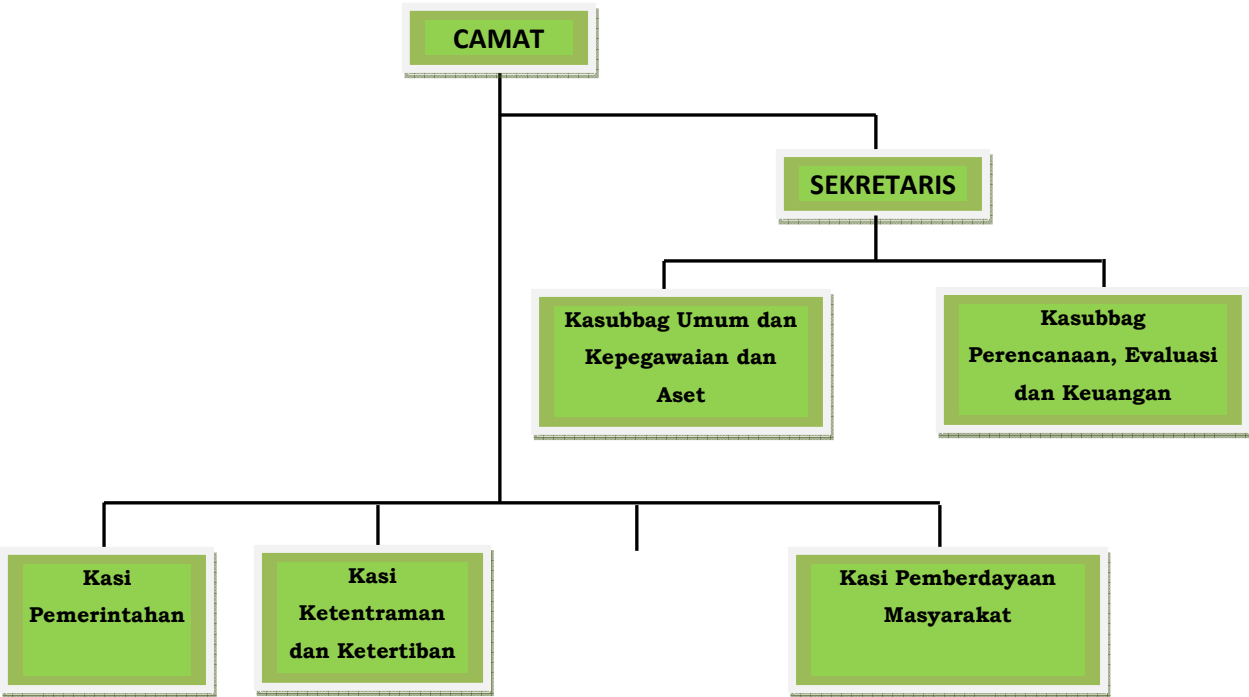 CAMAT
SEKRETARIS
Kasubbag Umum dan
Kepegawaian dan
Aset
Kasubbag
Perencanaan, Evaluasi
dan Keuangan
Kasi
Pemerintahan
Kasi
Ketentraman
dan Ketertiban
Kasi Pemberdayaan
Masyarakat